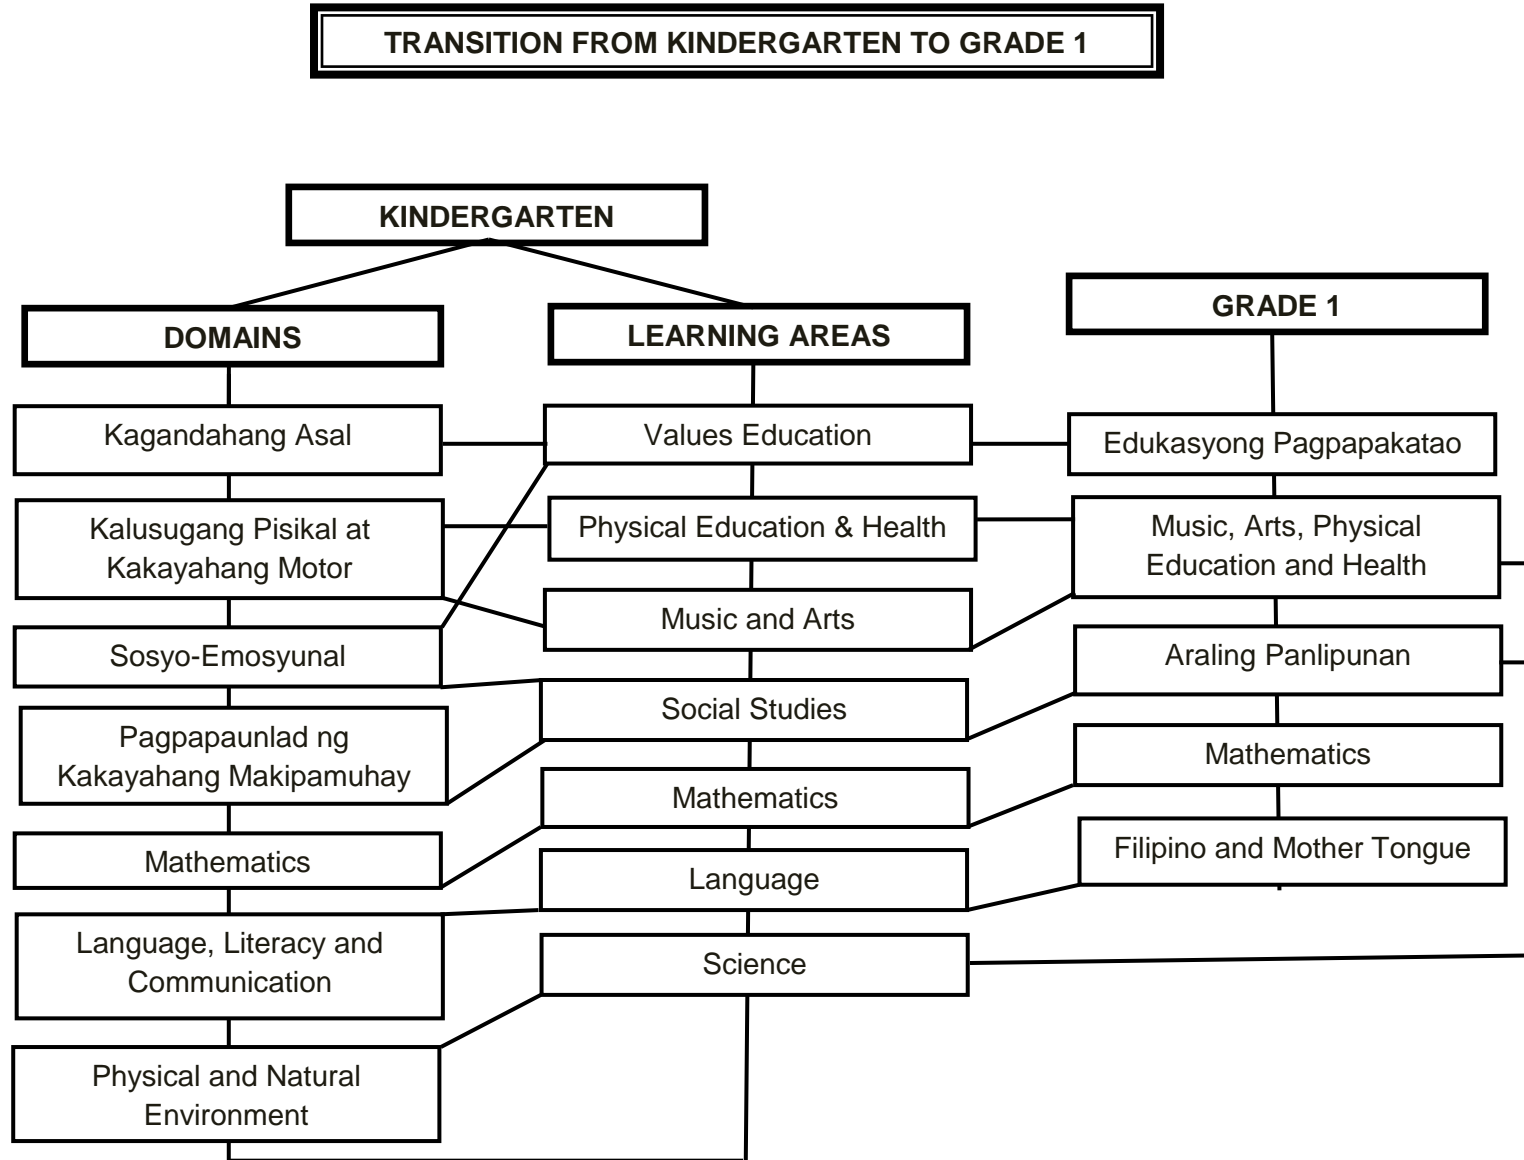 TRANSITION FROM KINDERGARTEN TO GRADE 1
KINDERGARTEN
DOMAINS
Kagandahang Asal
Kalusugang Pisikal at
Kakayahang Motor
Sosyo-Emosyunal
Pagpapaunlad ng
Kakayahang Makipamuhay
Mathematics
Language, Literacy and
Communication
Physical and Natural
Environment
LEARNING AREAS
Values Education
Physical Education & Health
Music and Arts
Social Studies
Mathematics
Language
Science
GRADE 1
Edukasyong Pagpapakatao
Music, Arts, Physical
Education and Health
Araling Panlipunan
Mathematics
Filipino and Mother Tongue